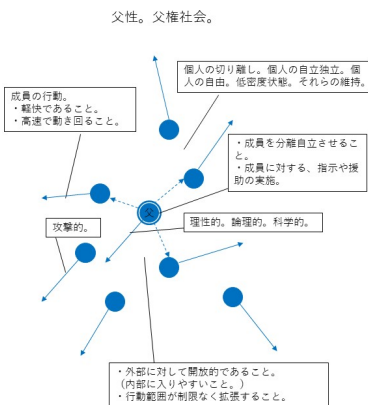 父性。父権社会。
個人の切り離し。個人の自立独立。個
人の自由。低密度状態。それらの維持。
成員の行動。
・軽快であること。
・高速で動き回ること。
・成員を分離自立させるこ
と。
・成員に対する、指示や援
助の実施。
父
攻撃的。
理性的。論理的。科学的。
・外部に対して開放的であること。
（内部に入りやすいこと。）
・行動範囲が制限なく拡張すること。